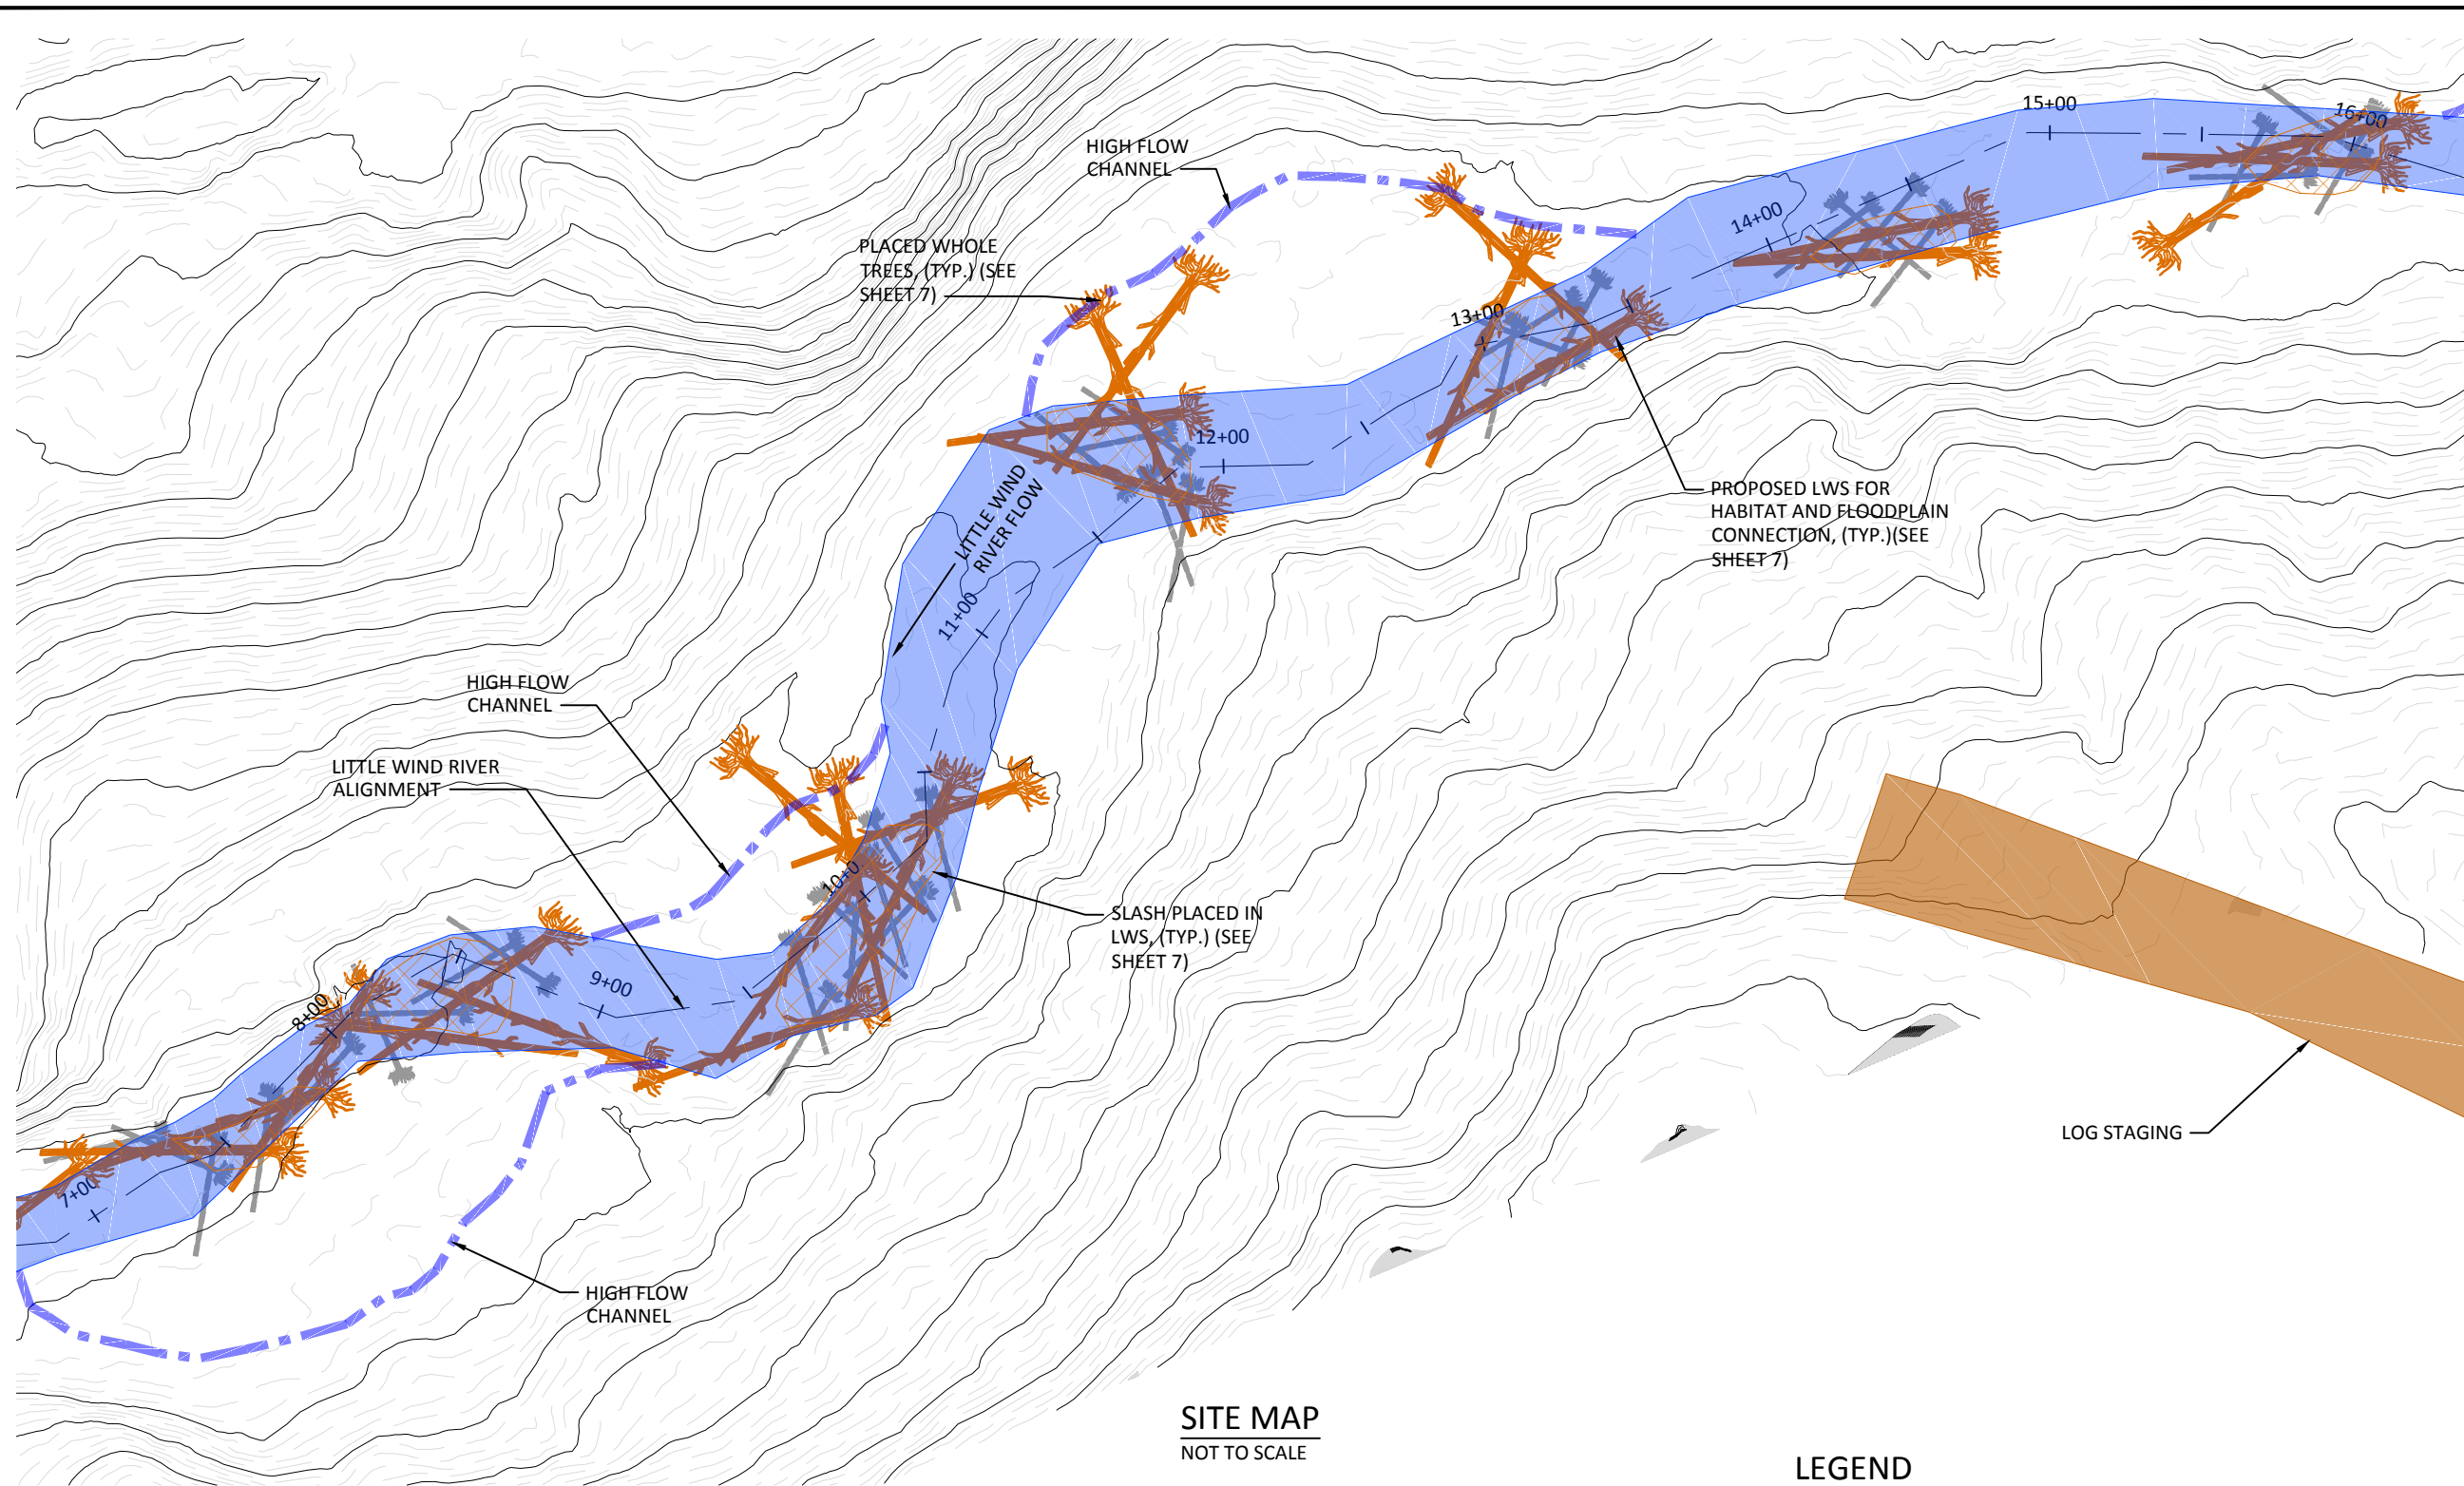 15+00
16+00
HIGH FLOW
CHANNEL
14+00
PLACED WHOLE
TREES, (TYP.) (SEE
SHEET 7)
13+00
12+00
LITTLE WIND
RIVER FLOW
PROPOSED LWS FOR
HABITAT AND FLOODPLAIN
CONNECTION, (TYP.)(SEE
SHEET 7)
11+00
HIGH FLOW
CHANNEL
LITTLE WIND RIVER
ALIGNMENT
10+0
SLASH PLACED IN
LWS, (TYP.) (SEE
SHEET 7)
9+00
8+00
LOG STAGING
7+00
HIGH FLOW
CHANNEL
SITE MAP
NOT TO SCALE
LEGEND